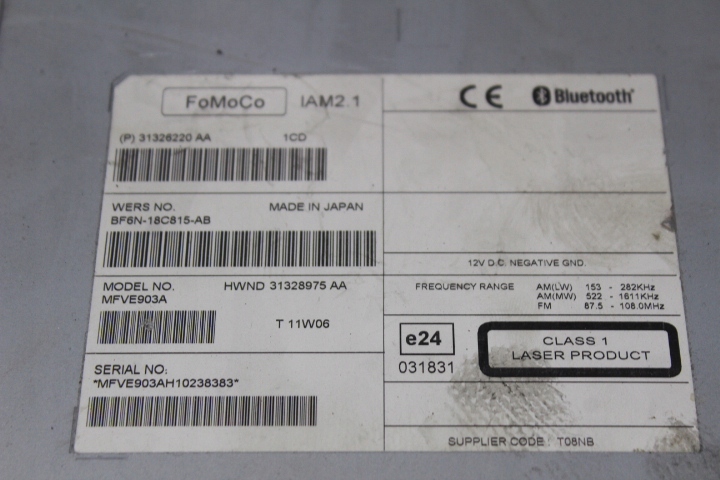 FoMoCo IAM2.1
(P) 31326220 AA 1CD
WERS NO. MADE IN JAPAN
BF6N-18C815-AB
MODEL NO. HWND 31328975 AA
MFVE903A
T 11W06
SERIAL NO:
*MFVE903AH10238383*
CE Bluetooth®
12V D.C. NEGATIVE GND.
FREQUENCY RANGE AM(LW) 153 - 282KHz
AM(MW) 522 - 1611KHz
FM 87.5 - 108.0MHz
e24
031831
CLASS 1
LASER PRODUCT
SUPPLIER CODE : T08NB